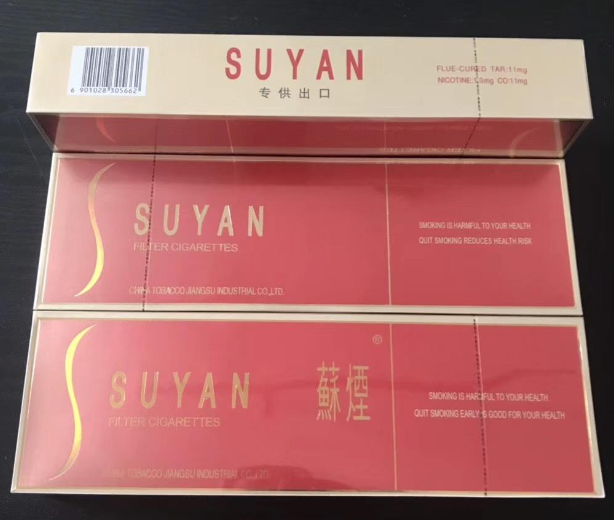 SUYAN
专供出口
6 901028 305662
FLUE-CURED TAR:11mg
CO:11mg
SUYAN
FILTER CIGARETTES
SMOKING IS HARMFUL TO YOUR HEALTH
QUIT SMOKING REDUCES HEALTH RISK
CHINA TOBACCO JIANGSU INDUSTRIAL CO.,LTD.
SUYAN
蘇煙®
FILTER CIGARETTES
SMOKING IS HARMFUL TO YOUR HEALTH
QUIT SMOKING EARLY IS GOOD FOR YOUR HEALTH
CHINA TOBACCO JIANGSU INDUSTRIAL CO.,LTD.